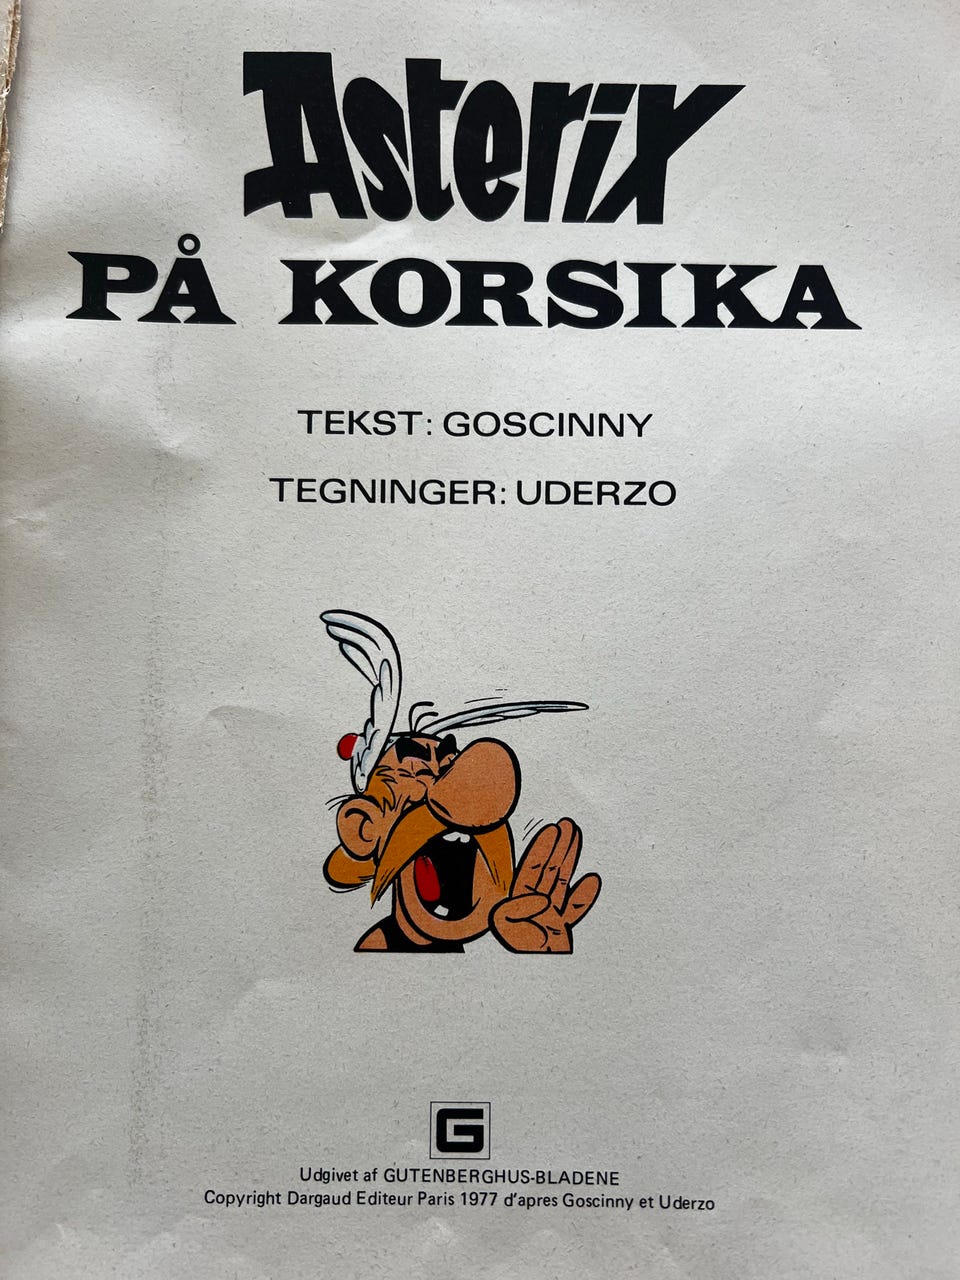 Asterix
PÅ KORSIKA
TEKST: GOSCINNY
TEGNINGER: UDERZO
G
Udgivet af GUTENBERGHUS-BLADENE
Copyright Dargaud Editeur Paris 1977 d'apres Goscinny et Uderzo